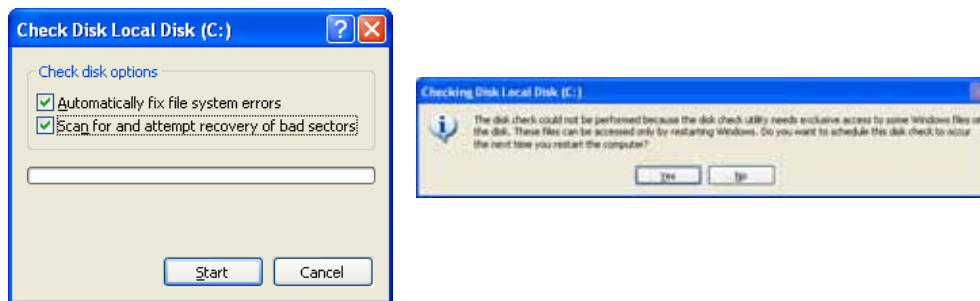 Check Disk Local Disk (C:)
Check disk options
Automatically fix file system errors
Scan for and attempt recovery of bad sectors
Start
Cancel
Checking Disk Local Disk (C:)
The disk check could not be performed because the disk check utility needs exclusive access to some Windows files on
the disk. These files can be accessed only by restarting Windows. Do you want to schedule this disk check to occur
the next time you restart the computer?
Yes
No